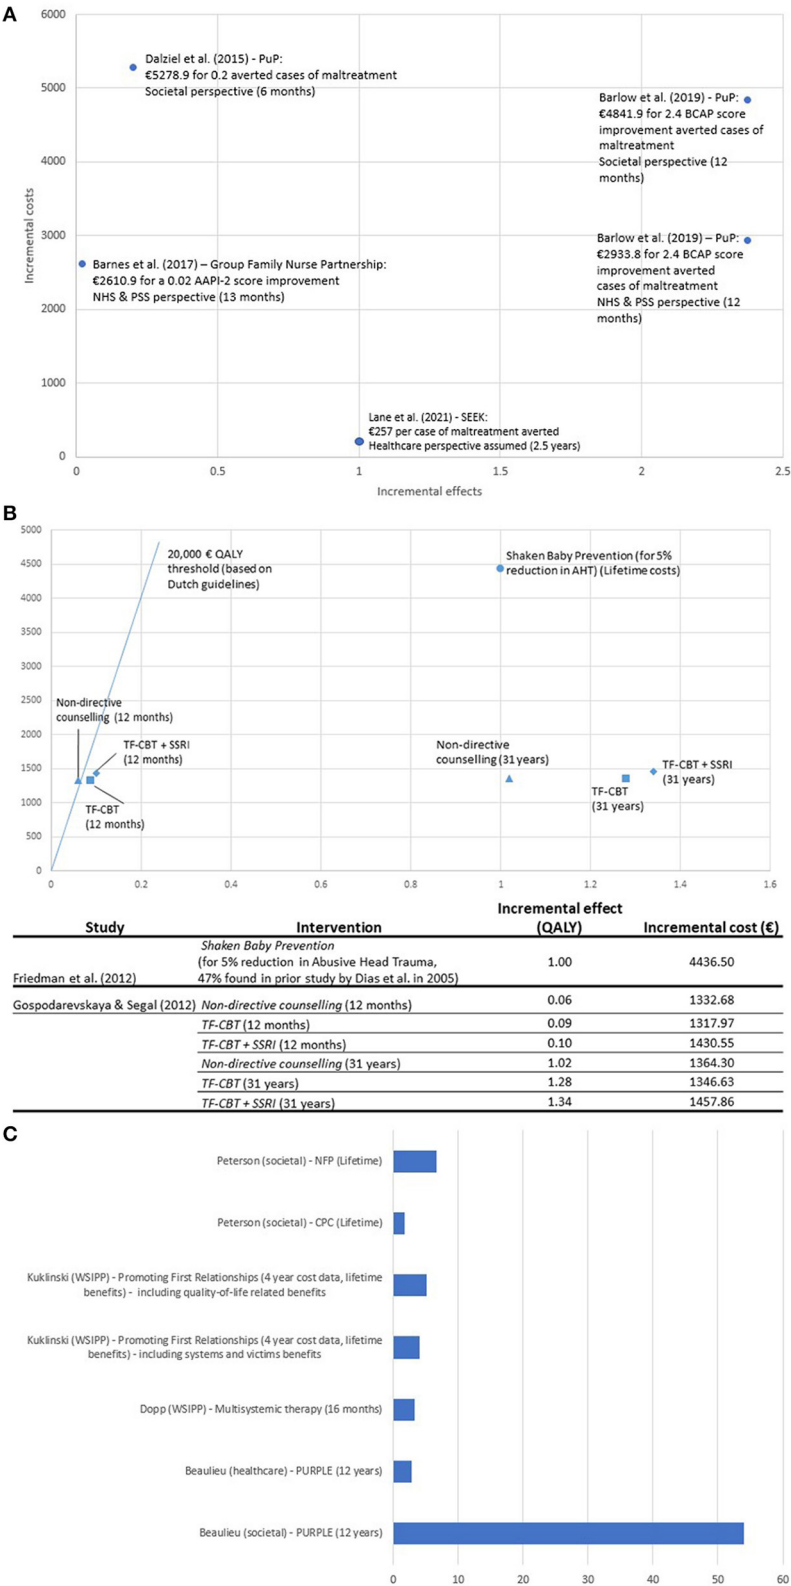 A
6000
5000
4000
3000
2000
1000
0
Incremental costs
Dalziel et al. (2015) - PuP:
€5278.9 for 0.2 averted cases of maltreatment
Societal perspective (6 months)
Barlow et al. (2019) - PuP:
€4841.9 for 2.4 BCAP score
improvement averted cases of
maltreatment
Societal perspective (12
months)
Barnes et al. (2017) – Group Family Nurse Partnership:
€2610.9 for a 0.02 AAPI-2 score improvement
NHS & PSS perspective (13 months)
Barlow et al. (2019) – PuP:
€2933.8 for 2.4 BCAP score
improvement averted
cases of maltreatment
NHS & PSS perspective (12
months)
Lane et al. (2021) - SEEK:
€257 per case of maltreatment averted
Healthcare perspective assumed (2.5 years)
0 0.5 1 1.5 2 2.5
Incremental effects
B
5000
4500
4000
3500
3000
2500
2000
1500
1000
500
0
20,000 € QALY
threshold (based on
Dutch guidelines)
Shaken Baby Prevention (for 5%
reduction in AHT) (Lifetime costs)
Non-directive
counselling (12 months)
TF-CBT + SSRI
(12 months)
TF-CBT
(12 months)
Non-directive
counselling (31 years)
TF-CBT
(31 years)
TF-CBT + SSRI
(31 years)
0 0.2 0.4 0.6 0.8 1 1.2 1.4 1.6
Study Intervention Incremental effect (QALY) Incremental cost (€)
Shaken Baby Prevention
(for 5% reduction in Abusive Head Trauma, 1.00 4436.50
Friedman et al. (2012) 47% found in prior study by Dias et al. in 2005)
Gospodarevskaya & Segal (2012) Non-directive counselling (12 months) 0.06 1332.68
TF-CBT (12 months) 0.09 1317.97
TF-CBT + SSRI (12 months) 0.10 1430.55
Non-directive counselling (31 years) 1.02 1364.30
TF-CBT (31 years) 1.28 1346.63
TF-CBT + SSRI (31 years) 1.34 1457.86
C
Peterson (societal) - NFP (Lifetime)
Peterson (societal) - CPC (Lifetime)
Kuklinski (WSIPP) - Promoting First Relationships (4 year cost data, lifetime
benefits) - including quality-of-life related benefits
Kuklinski (WSIPP) - Promoting First Relationships (4 year cost data, lifetime
benefits) - including systems and victims benefits
Dopp (WSIPP) - Multisystemic therapy (16 months)
Beaulieu (healthcare) - PURPLE (12 years)
Beaulieu (societal) - PURPLE (12 years)
0 10 20 30 40 50 60